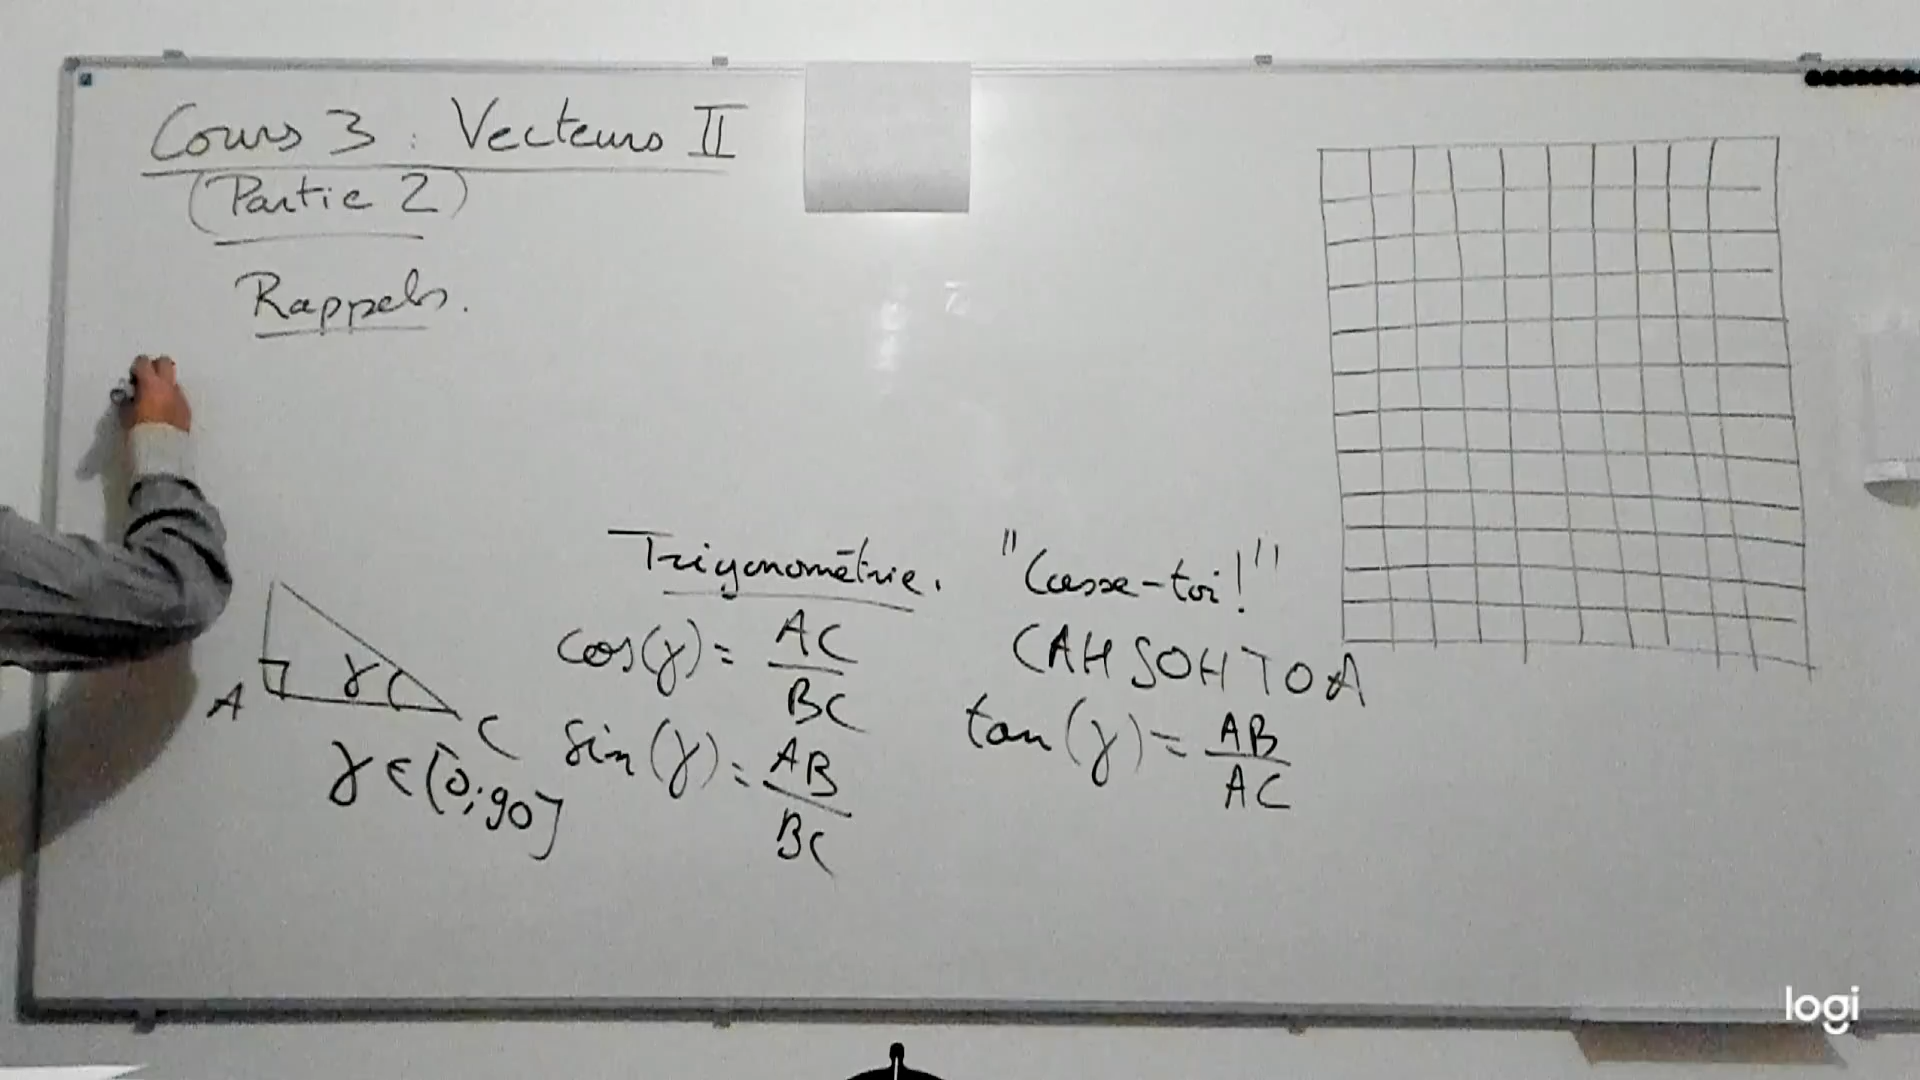 Cours 3 : Vecteurs II
(Partie 2)
Rappels.
Trigonométrie. "Casse-toi!"
cos(γ) = AC/BC
CAH SOH TOA
A
γ
C
γ ∈ [0;90]
sin(γ) = AB/BC
tan(γ) = AB/AC
logi